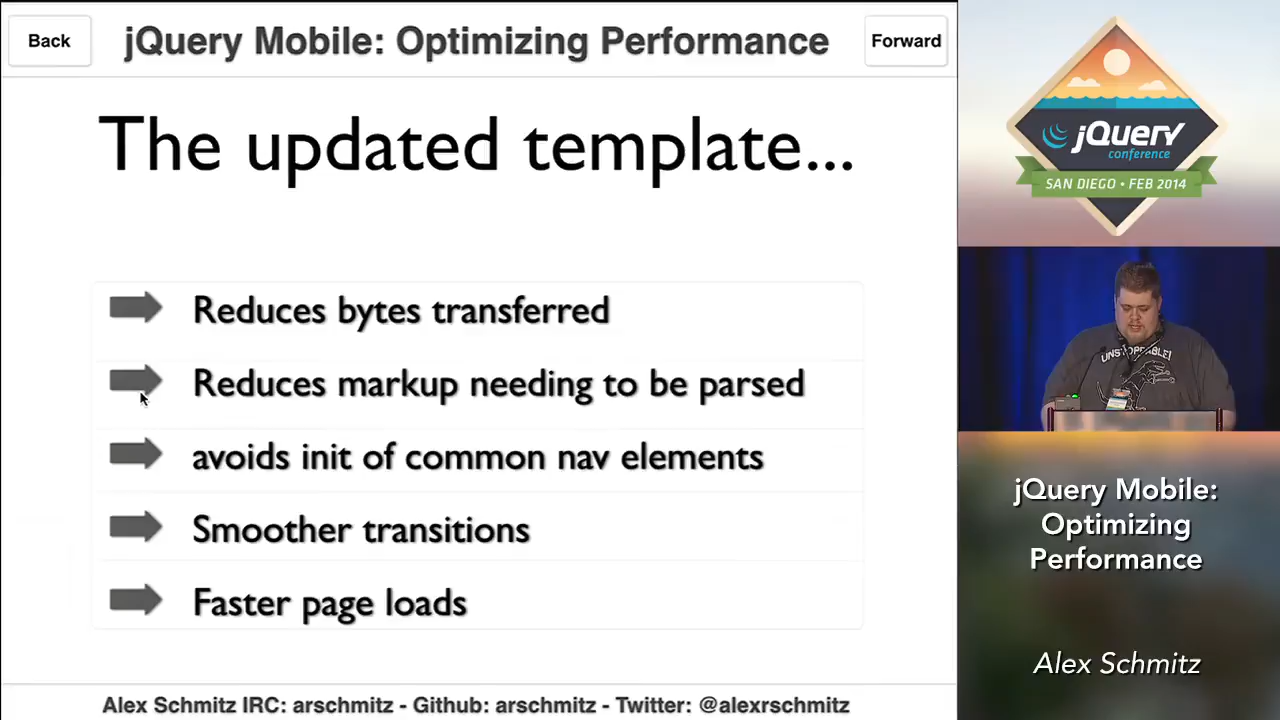 Back
jQuery Mobile: Optimizing Performance
Forward
The updated template...
Reduces bytes transferred
Reduces markup needing to be parsed
avoids init of common nav elements
Smoother transitions
Faster page loads
Alex Schmitz IRC: arschmitz - Github: arschmitz - Twitter: @alexrschmitz
jQuery
conference
SAN DIEGO • FEB 2014
UNSTOPPABLE!
jQuery Mobile:
Optimizing
Performance
Alex Schmitz